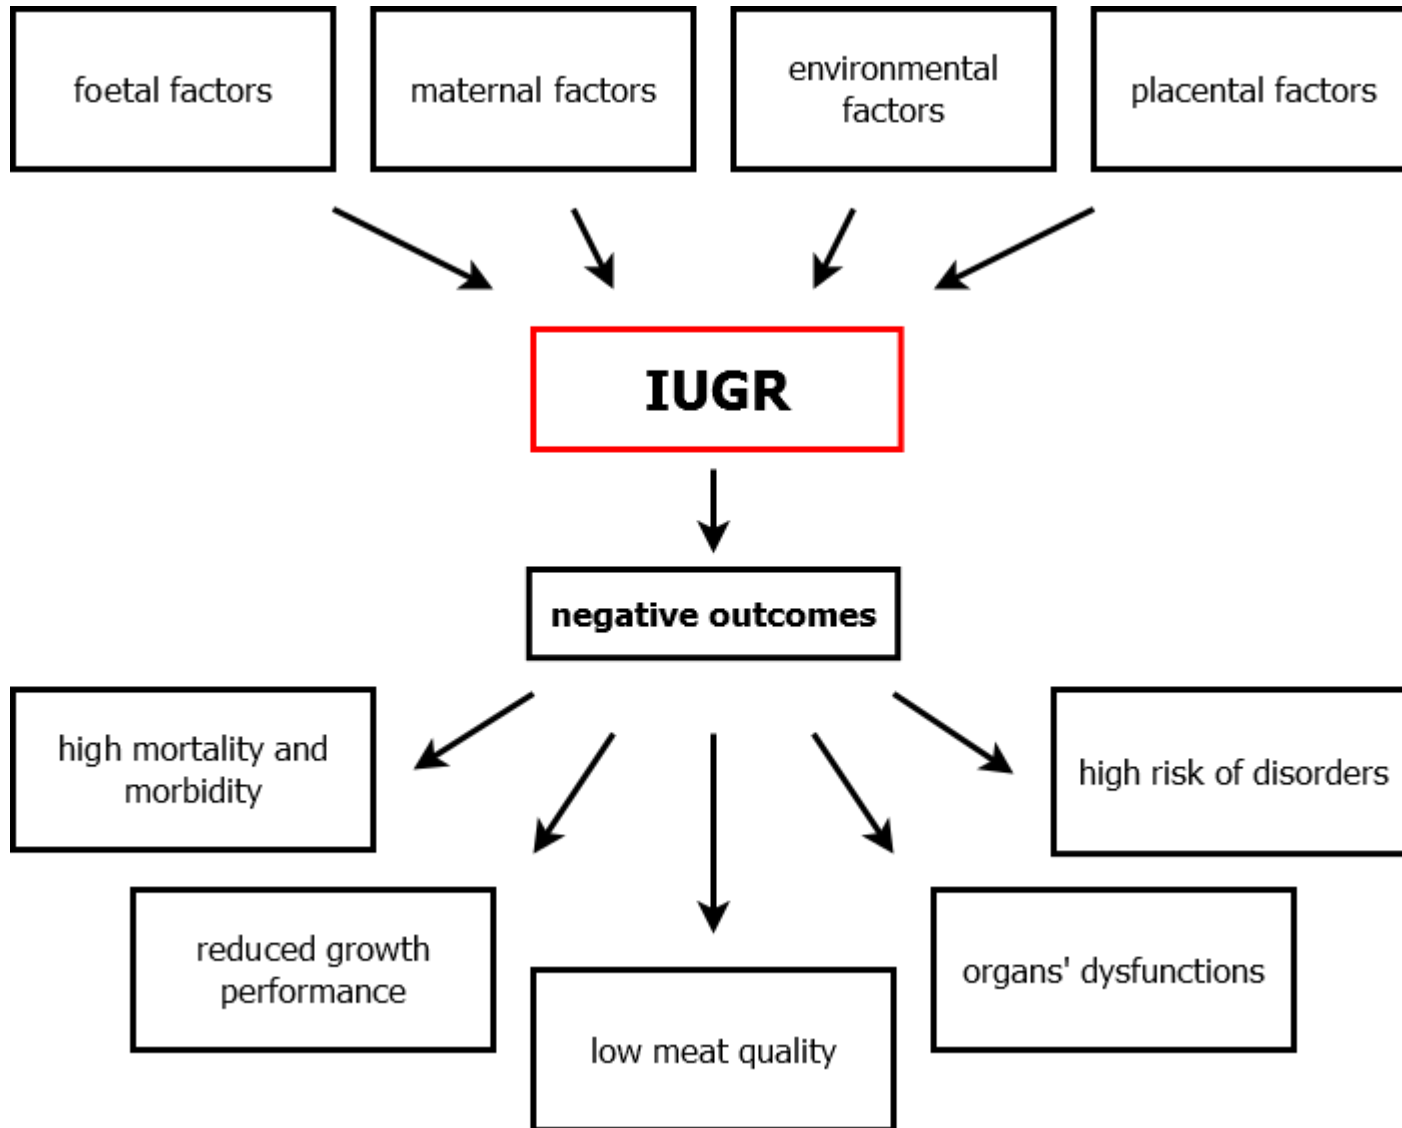 foetal factors
maternal factors
environmental
factors
placental factors
IUGR
negative outcomes
high mortality and
morbidity
high risk of disorders
reduced growth
performance
organs' dysfunctions
low meat quality